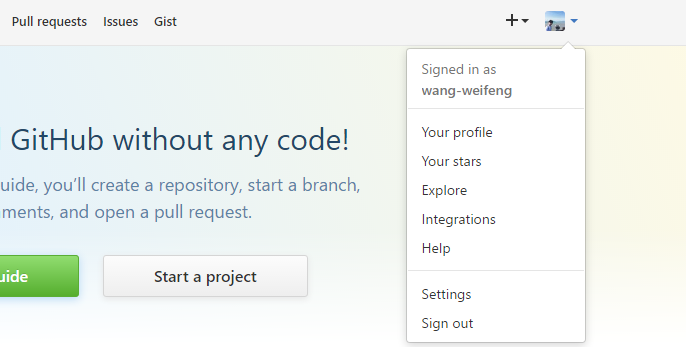 Pull requests Issues Gist
Signed in as
wang-weifeng
Your profile
Your stars
Explore
Integrations
Help
Settings
Sign out
GitHub without any code!
uide, you’ll create a repository, start a branch,
ments, and open a pull request.
uide Start a project